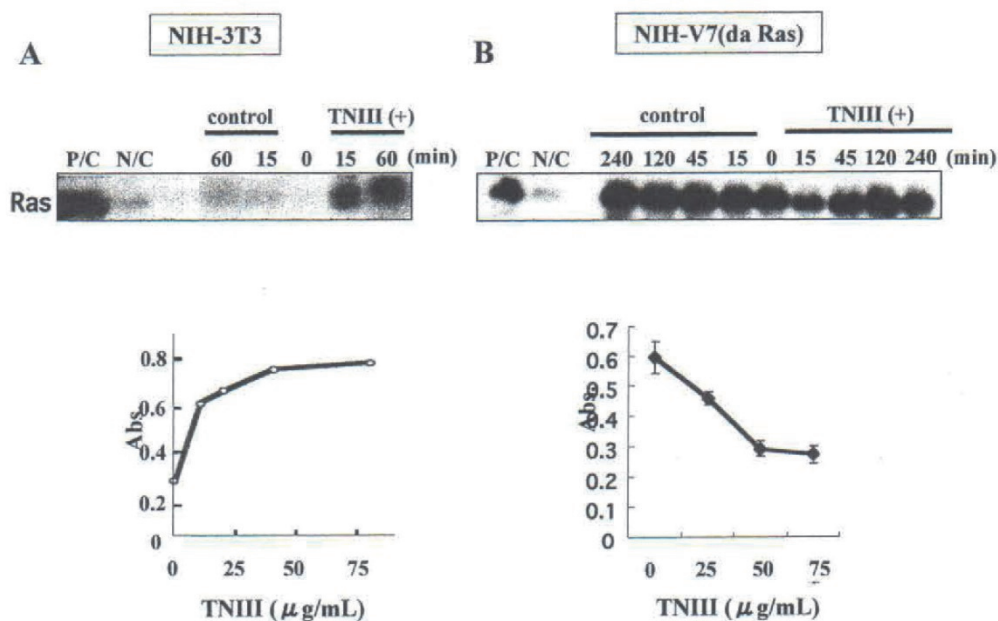 NIH-3T3
NIH-V7(da Ras)
A
B
control
TNIII (+)
P/C N/C 60 15 0 15 60 (min)
Ras
control
TNIII (+)
P/C N/C 240 120 45 15 0 15 45 120 240 (min)
0.8
0.6
0.4
0.2
0
Abs.
0 25 50 75
TNIII ( μg/mL)
0.7
0.6
0.5
0.4
0.3
0.2
0.1
0
Abs.
0 25 50 75
TNIII (μg/mL)